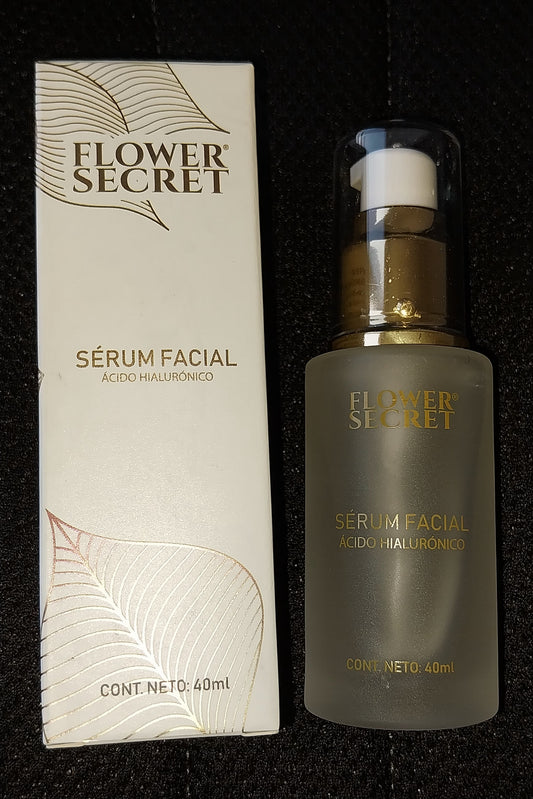 FLOWER®
SECRET
SÉRUM FACIAL
ÁCIDO HIALURÓNICO
CONT. NETO: 40ml
FLOWER®
SECRET
SÉRUM FACIAL
ÁCIDO HIALURÓNICO
CONT. NETO: 40ml